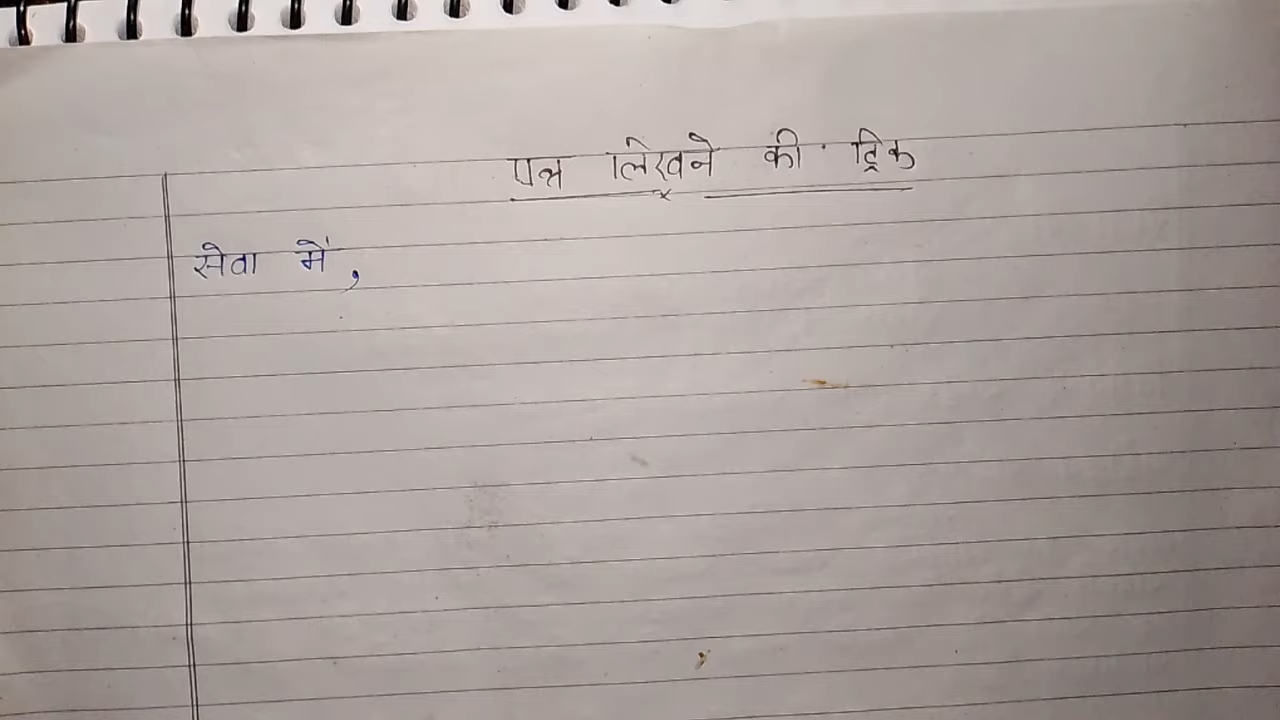 पत्र लिखने की ट्रिक
सेवा में,